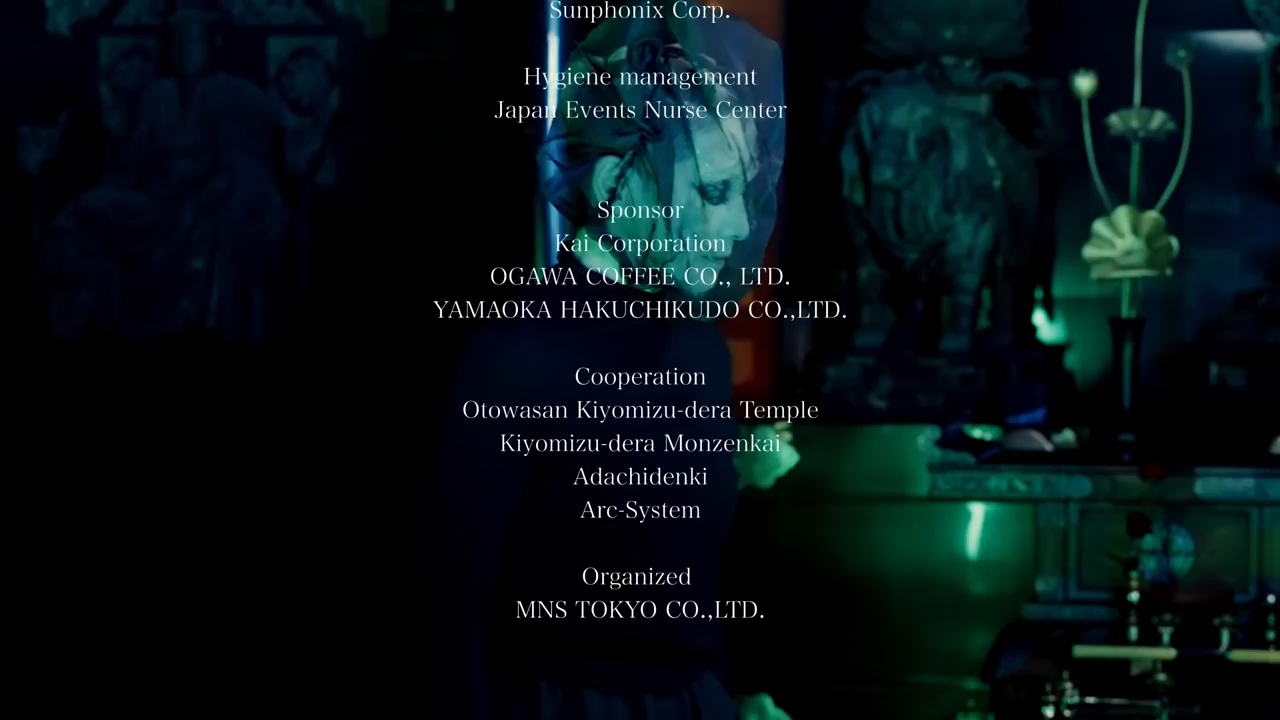 Sunphonix Corp.
Hygiene management
Japan Events Nurse Center
Sponsor
Kai Corporation
OGAWA COFFEE CO., LTD.
YAMAOKA HAKUCHIKUDO CO.,LTD.
Cooperation
Otowasan Kiyomizu-dera Temple
Kiyomizu-dera Monzenkai
Adachidenki
Arc-System
Organized
MNS TOKYO CO.,LTD.